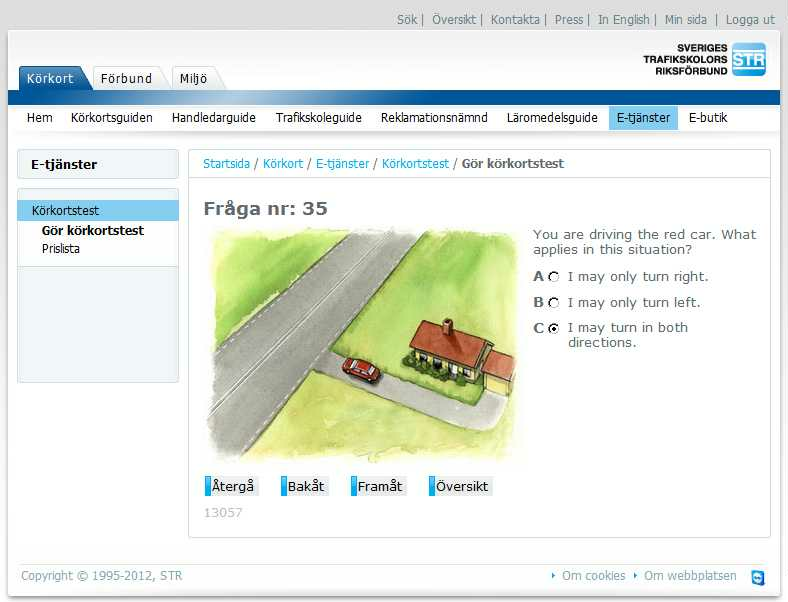 Sök | Översikt | Kontakta | Press | In English | Min sida | Logga ut
SVERIGES
TRAFIKSKOLORS
RIKSFÖRBUND
STR
Körkort Förbund Miljö
Hem Körkortsguiden Handledarguide Trafikskoleguide Reklamationsnämnd Läromedelsguide E-tjänster E-butik
E-tjänster
Startsida / Körkort / E-tjänster / Körkortstest / Gör körkortstest
Körkortstest
Gör körkortstest
Prislista
Fråga nr: 35
You are driving the red car. What
applies in this situation?
A I may only turn right.
B I may only turn left.
C I may turn in both
directions.
Återgå Bakåt Framåt Översikt
13057
Copyright © 1995-2012, STR
Om cookies Om webbplatsen